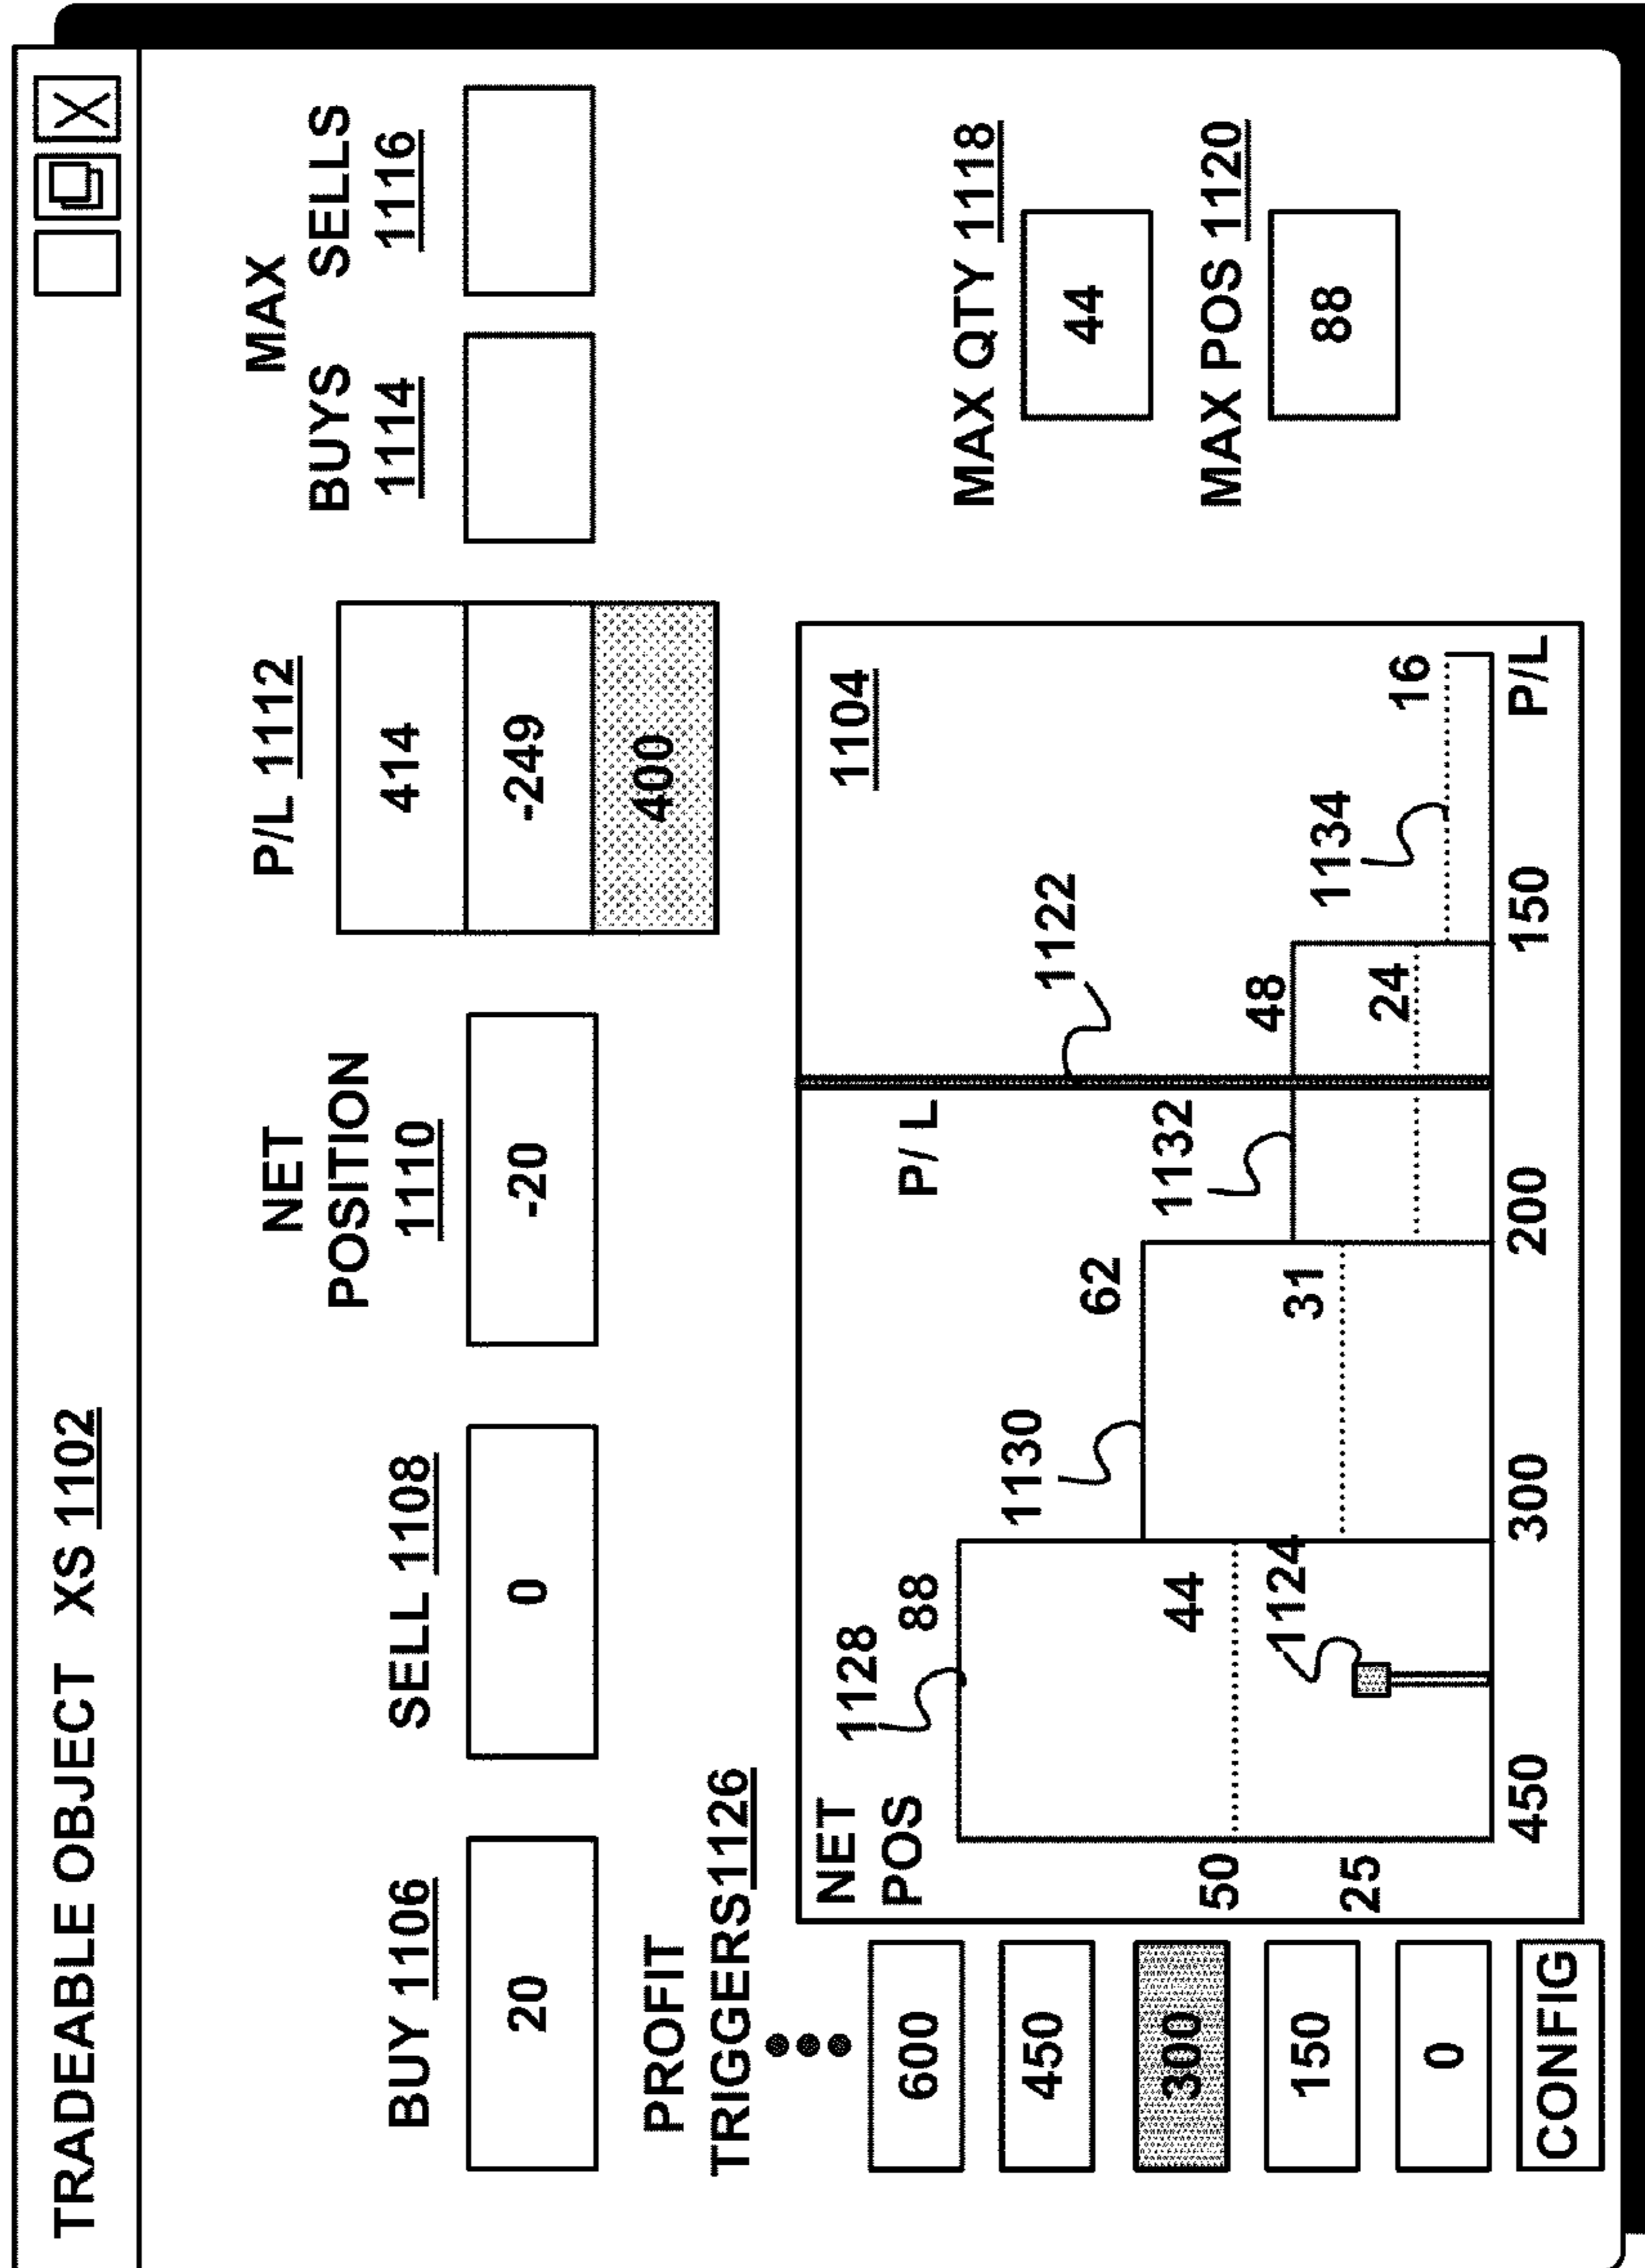 TRADEABLE OBJECT XS 1102
X
MAX
BUY 1106
SELL 1108
NET
POSITION
1110
P/L 1112
BUYS
1114
SELLS
1116
20
0
-20
414
-249
400
PROFIT
TRIGGERS1126
600
450
300
150
0
CONFIG
NET
POS
1128
88
1104
P/ L
1130
62
1122
50
44
1132
48
25
1124
31
24
1134
16
450
300
200
150
P/L
MAX QTY 1118
44
MAX POS 1120
88